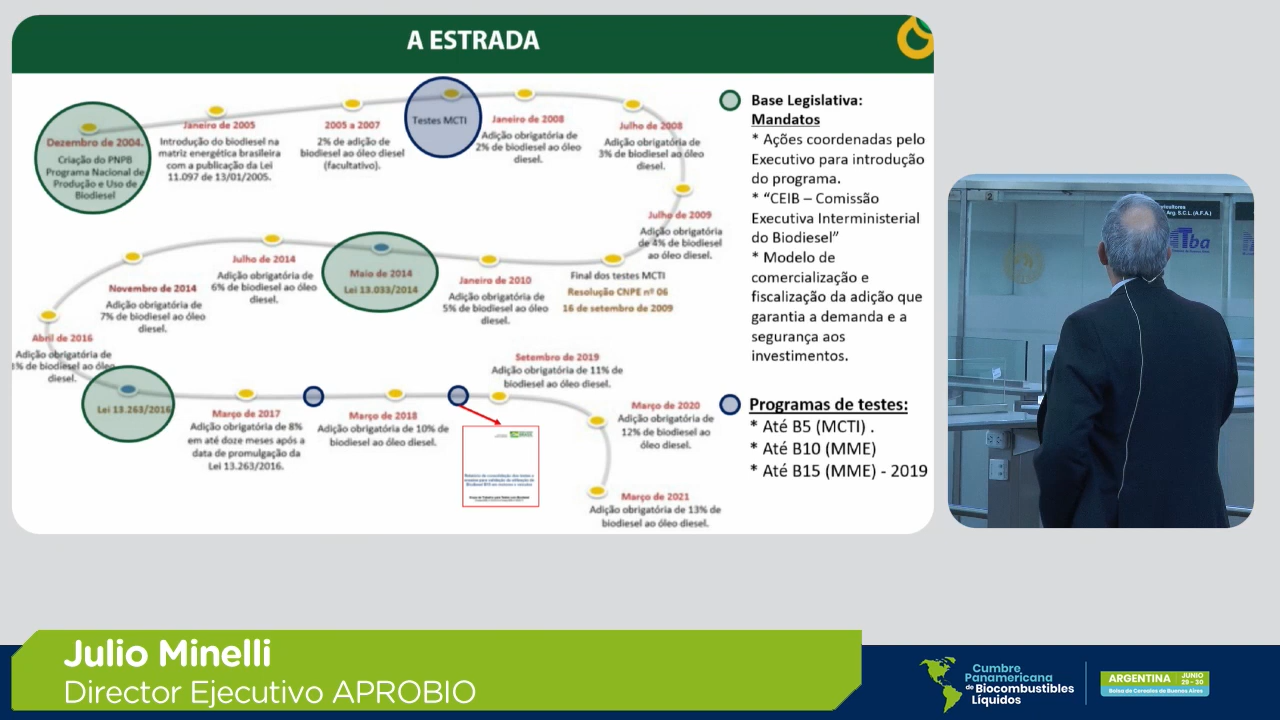 A ESTRADA
Dezembro de 2004.
Criação do PNPB
Programa Nacional de
Produção e Uso de
Biodiesel
Janeiro de 2005
Introdução do biodiesel na
matriz energética brasileira
com a publicação da Lei
11.097 de 13/01/2005.
2005 a 2007
2% de adição de
biodiesel ao óleo diesel
(facultativo).
Testes MCTI
Janeiro de 2008
Adição obrigatória de
2% de biodiesel ao óleo
diesel.
Julho de 2008
Adição obrigatória de
3% de biodiesel ao óleo
diesel.
Julho de 2009
Adição obrigatória
de 4% de biodiesel
ao óleo diesel.
Final dos testes MCTI
Resolução CNPE nº 06
16 de setembro de 2009
Janeiro de 2010
Adição obrigatória de
5% de biodiesel ao óleo
diesel.
Maio de 2014
Lei 13.033/2014
Julho de 2014
Adição obrigatória de
6% de biodiesel ao óleo
diesel.
Novembro de 2014
Adição obrigatória de
7% de biodiesel ao óleo
diesel.
Abril de 2016
Adição obrigatória de
% de biodiesel ao óleo
diesel.
Lei 13.263/2016
Março de 2017
Adição obrigatória de 8%
em até doze meses após a
data de promulgação da
Lei 13.263/2016.
Março de 2018
Adição obrigatória de 10% de
biodiesel ao óleo diesel.
Setembro de 2019
Adição obrigatória de 11% de
biodiesel ao óleo diesel.
Março de 2020
Adição obrigatória de
12% de biodiesel ao
óleo diesel.
Março de 2021
Adição obrigatória de 13% de
biodiesel ao óleo diesel.
Base Legislativa:
Mandatos
* Ações coordenadas pelo
Executivo para introdução
do programa.
* “CEIB – Comissão
Executiva Interministerial
do Biodiesel”
* Modelo de
comercialização e
fiscalização da adição que
garantia a demanda e a
segurança aos
investimentos.
Programas de testes:
* Até B5 (MCTI) .
* Até B10 (MME)
* Até B15 (MME) - 2019
2
Arg. S.C.L. (A.F.A.)
Tba
Julio Minelli
Director Ejecutivo APROBIO
Cumbre
Panamericana
de Biocombustibles
Líquidos
ARGENTINA
JUNIO
29 - 30
Bolsa de Cereales de Buenos Aires